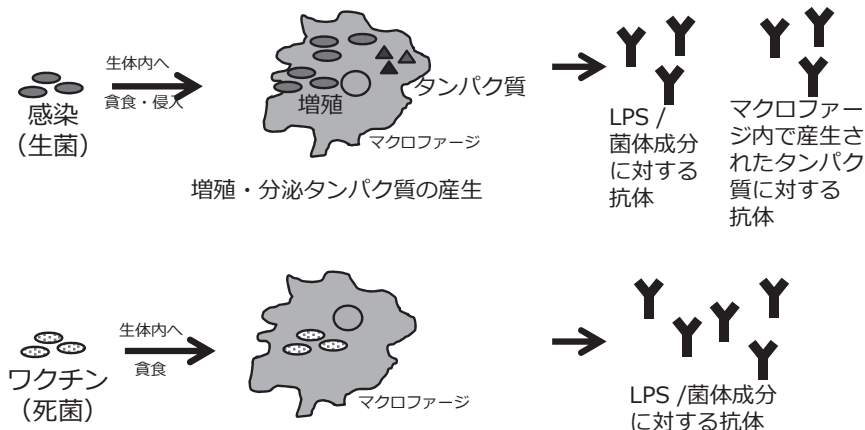 生体内へ
貪食・侵入
感染
(生菌)
増殖
タンパク質
マクロファージ
増殖・分泌タンパク質の産生
LPS /
菌体成分
に対する
抗体
マクロファー
ジ内で産生さ
れたタンパク
質に対する
抗体
生体内へ
貪食
ワクチン
(死菌)
マクロファージ
LPS /菌体成分
に対する抗体